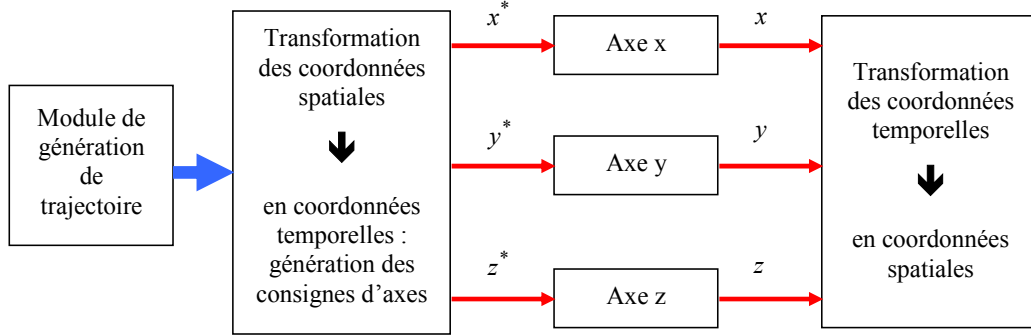 Module de
génération
de
trajectoire
Transformation
des coordonnées
spatiales
en coordonnées
temporelles :
génération des
consignes d’axes
x*
Axe x
x
y*
Axe y
y
z*
Axe z
z
Transformation
des coordonnées
temporelles
en coordonnées
spatiales